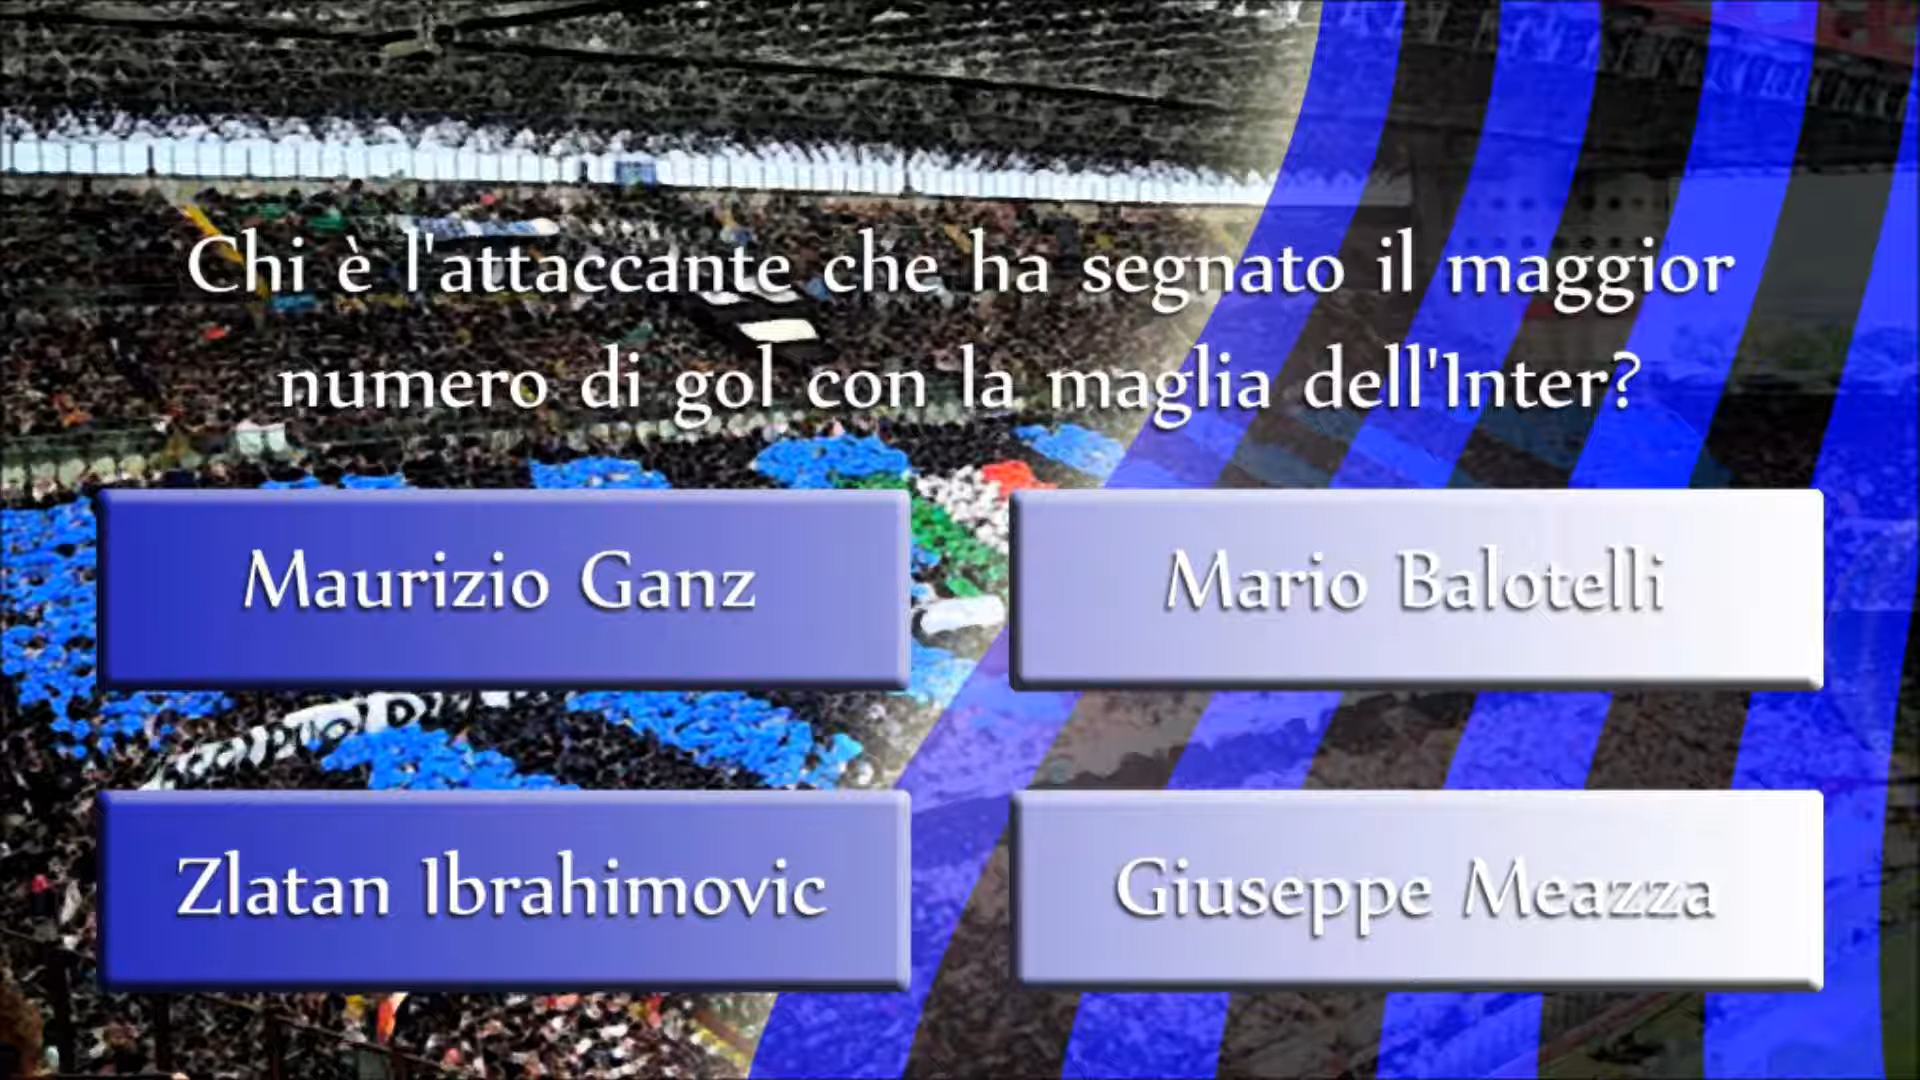 Chi è l'attaccante che ha segnato il maggior
numero di gol con la maglia dell'Inter?
Maurizio Ganz
Mario Balotelli
Zlatan Ibrahimovic
Giuseppe Meazza